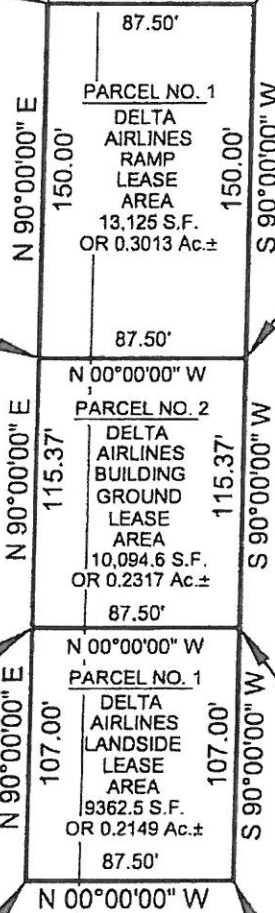 87.50'
N 90°00'00" E
150.00'
PARCEL NO. 1
DELTA
AIRLINES
RAMP
LEASE
AREA
13,125 S.F.
OR 0.3013 Ac.±
150.00'
S 90°00'00" W
87.50'
N 00°00'00" W
N 90°00'00" E
115.37'
PARCEL NO. 2
DELTA
AIRLINES
BUILDING
GROUND
LEASE
AREA
10,094.6 S.F.
OR 0.2317 Ac.±
115.37'
S 90°00'00" W
87.50'
N 00°00'00" W
N 90°00'00" E
107.00'
PARCEL NO. 1
DELTA
AIRLINES
LANDSIDE
LEASE
AREA
9362.5 S.F.
OR 0.2149 Ac.±
107.00'
S 90°00'00" W
87.50'
N 00°00'00" W